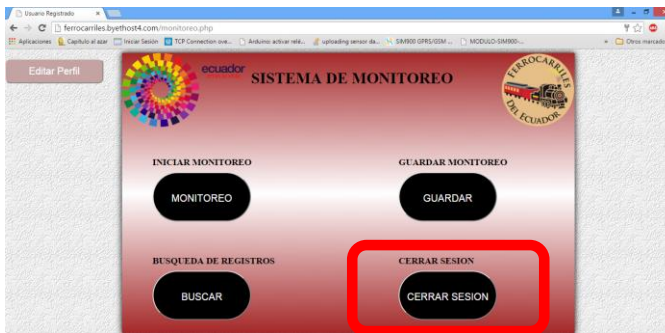 Usuario Registrado
ferrocarriles.byethost4.com/monitoreo.php
Aplicaciones Capítulo al azar Iniciar Sesión TCP Connection ove... Arduino activar relé... uploading sensor da... SIM900 GPRS/GSM ... MODULO-SIM900-... » Otros marcado
Editar Perfil
ecuador
SISTEMA DE MONITOREO
FERROCARRILES
DEL ECUADOR
INICIAR MONITOREO GUARDAR MONITOREO
MONITOREO GUARDAR
BUSQUEDA DE REGISTROS CERRAR SESION
BUSCAR CERRAR SESION